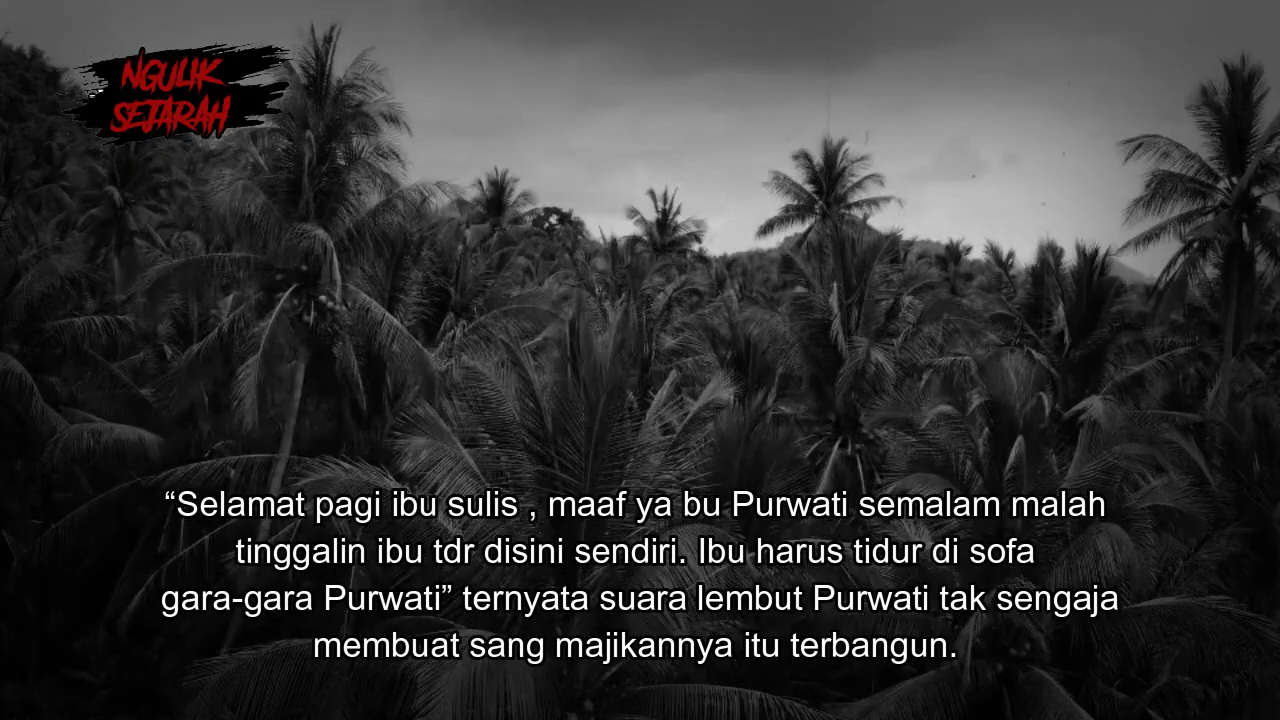 NGULIK
SEJARAH
“Selamat pagi ibu sulis , maaf ya bu Purwati semalam malah
tinggalin ibu tdr disini sendiri. Ibu harus tidur di sofa
gara-gara Purwati” ternyata suara lembut Purwati tak sengaja
membuat sang majikannya itu terbangun.